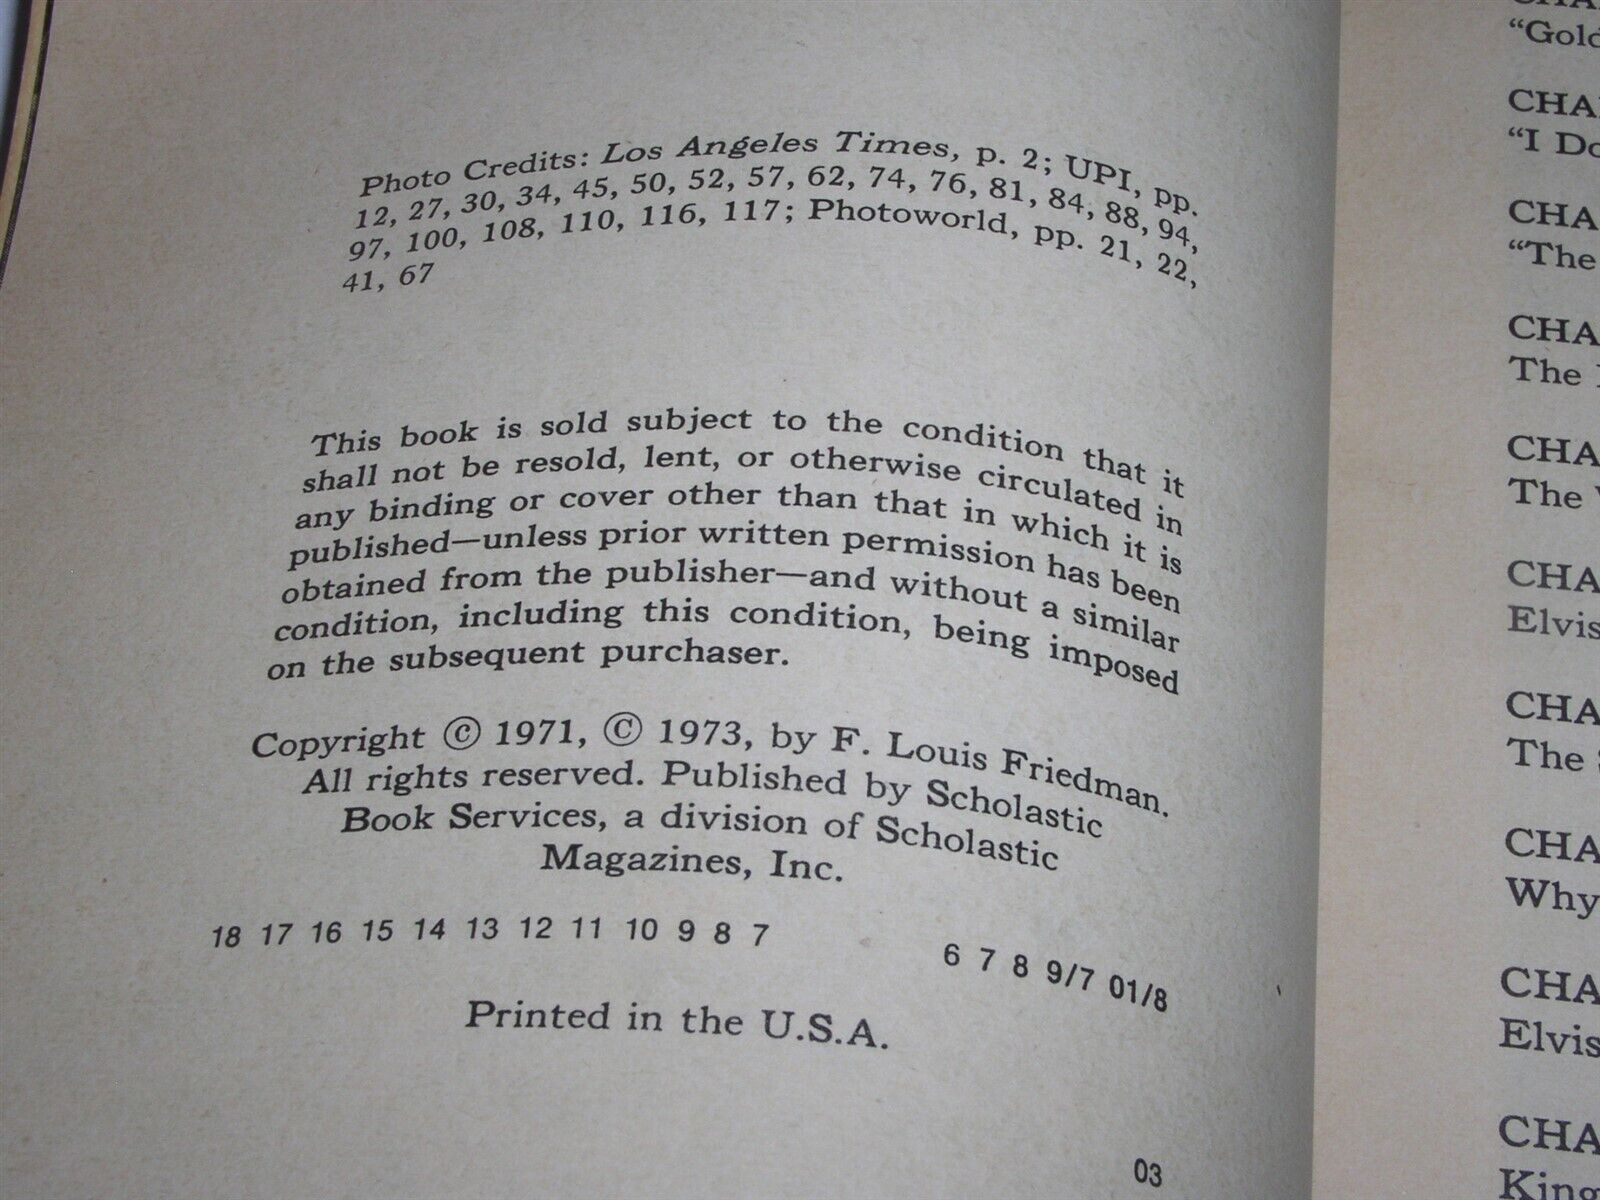 Photo Credits: Los Angeles Times, p. 2; UPI, pp.
12, 27, 30, 34, 45, 50, 52, 57, 62, 74, 76, 81, 84, 88, 94,
97, 100, 108, 110, 116, 117; Photoworld, pp. 21, 22,
41, 67
This book is sold subject to the condition that it
shall not be resold, lent, or otherwise circulated in
any binding or cover other than that in which it is
published—unless prior written permission has been
obtained from the publisher—and without a similar
condition, including this condition, being imposed
on the subsequent purchaser.
Copyright © 1971, © 1973, by F. Louis Friedman.
All rights reserved. Published by Scholastic
Book Services, a division of Scholastic
Magazines, Inc.
18 17 16 15 14 13 12 11 10 9 8 7 6 7 8 9/7 01/8
Printed in the U.S.A.
03
"Gold
CHA
"I Do
CHA
"The
CHA
The
CHA
The
CHA
Elvis
CHA
The
CHA
Why
CHA
Elvis
CHA
King